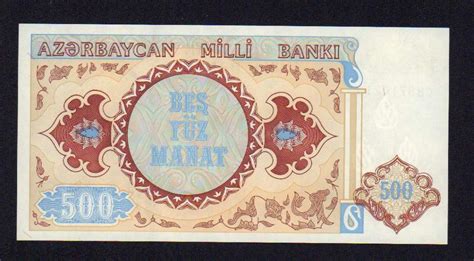 AZƏRBAYCAN MİLLİ BANKI
BEŞ
YÜZ
MANAT
500
500